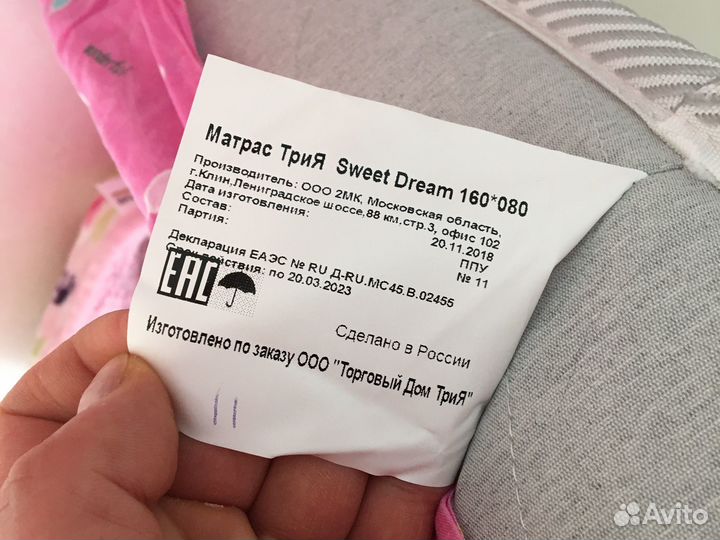 wonderful
Матрас ТриЯ Sweet Dream 160*080
Производитель: ООО 2МК, Московская область,
г.Клин,Ленинградское шоссе,88 км,стр.3, офис 102
Дата изготовления: 20.11.2018
Состав: ППУ
Партия: № 11
Декларация ЕАЭС № RU Д-RU.МС45.В.02455
Срок действия: по 20.03.2023
EAC
Сделано в России
Изготовлено по заказу ООО "Торговый Дом ТриЯ"
Avito